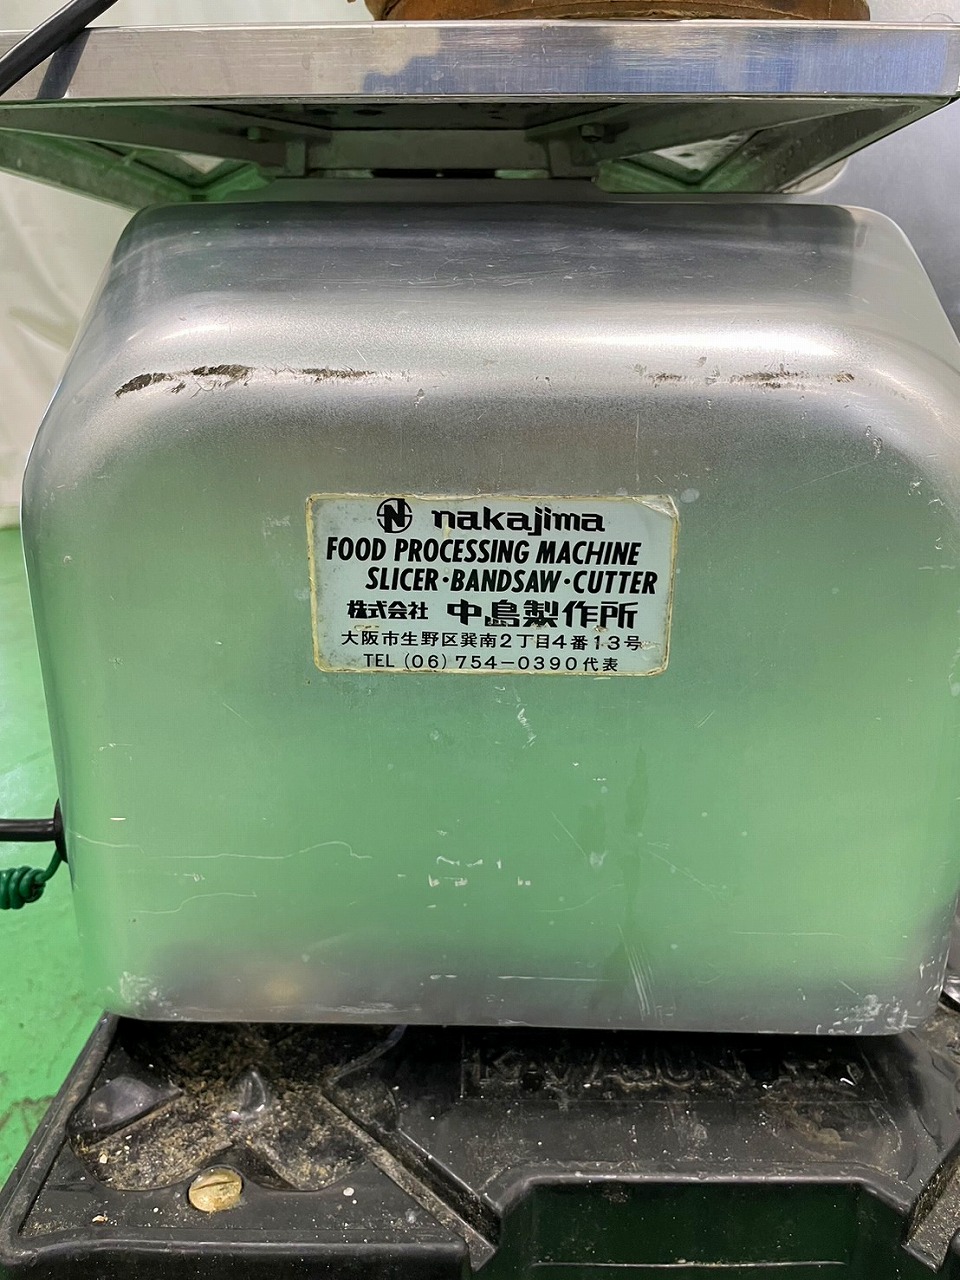 N nakajima
FOOD PROCESSING MACHINE
SLICER・BANDSAW・CUTTER
株式会社 中島製作所
大阪市生野区巽南2丁目4番13号
TEL (06) 754-0390代表